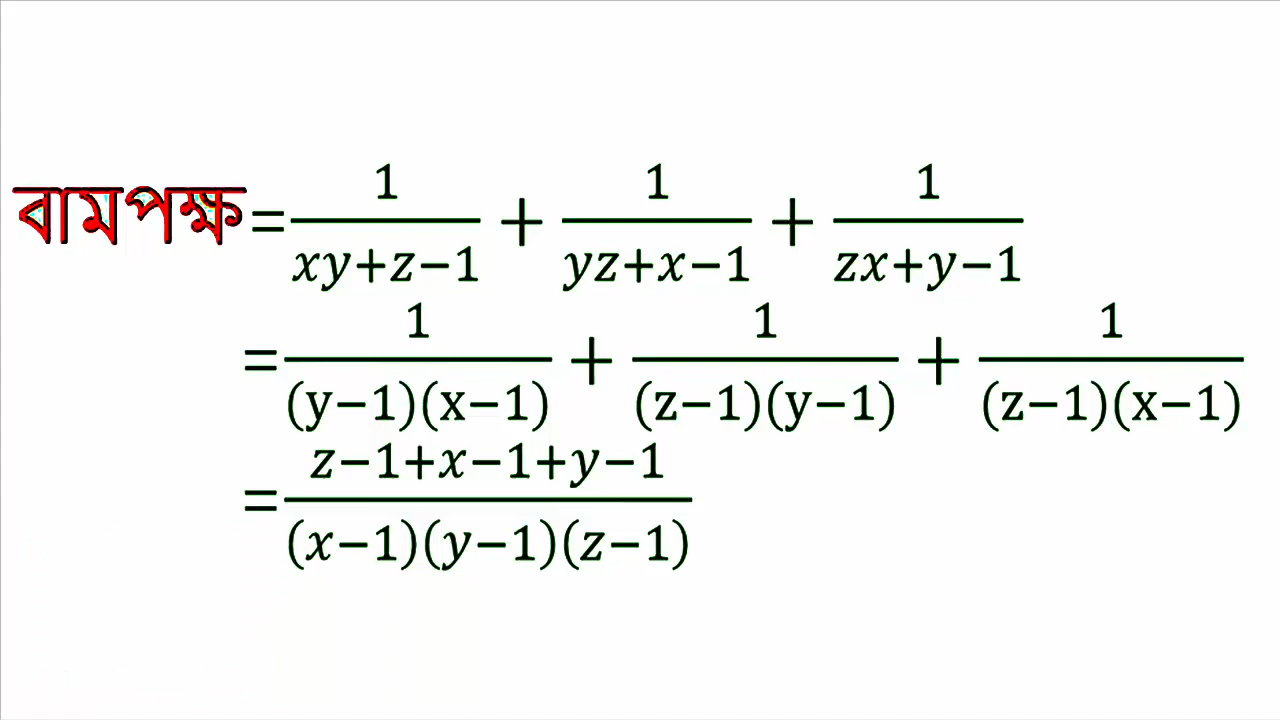 বামপক্ষ = 1/(xy+z−1) + 1/(yz+x−1) + 1/(zx+y−1)
= 1/((y−1)(x−1)) + 1/((z−1)(y−1)) + 1/((z−1)(x−1))
= (z−1+x−1+y−1)/((x−1)(y−1)(z−1))